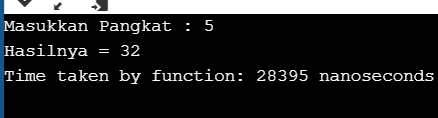 Masukkan Pangkat : 5
Hasilnya = 32
Time taken by function: 28395 nanoseconds